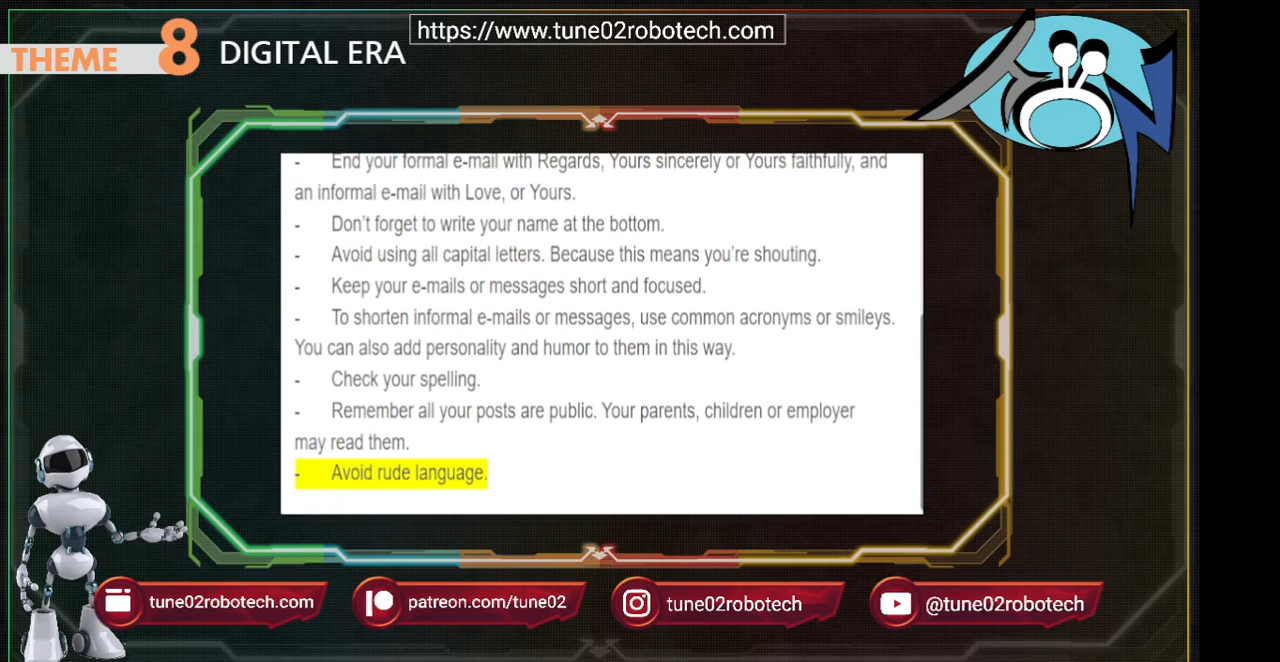 https://www.tune02robotech.com
THEME 8 DIGITAL ERA
- End your formal e-mail with Regards, Yours sincerely or Yours faithfully, and
an informal e-mail with Love, or Yours.
- Don't forget to write your name at the bottom.
- Avoid using all capital letters. Because this means you're shouting.
- Keep your e-mails or messages short and focused.
- To shorten informal e-mails or messages, use common acronyms or smileys.
You can also add personality and humor to them in this way.
- Check your spelling.
- Remember all your posts are public. Your parents, children or employer
may read them.
- Avoid rude language.
tune02robotech.com
patreon.com/tune02
tune02robotech
@tune02robotech